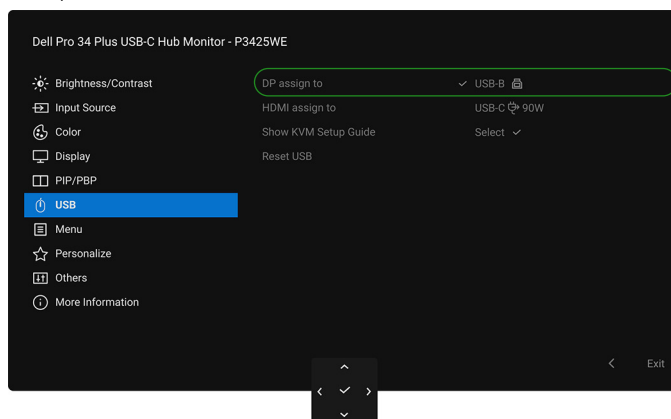 Dell Pro 34 Plus USB-C Hub Monitor - P3425WE
Brightness/Contrast
Input Source
Color
Display
PIP/PBP
USB
Menu
Personalize
Others
More Information
DP assign to USB-B
HDMI assign to USB-C 90W
Show KVM Setup Guide Select
Reset USB
Exit